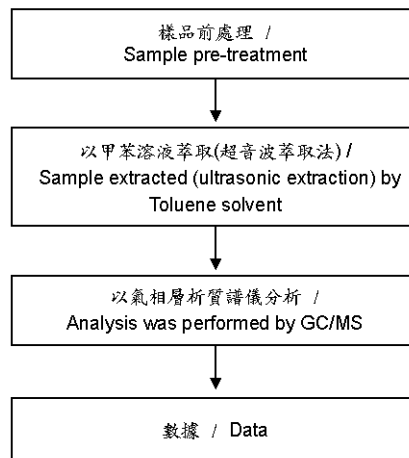 樣品前處理 /
Sample pre-treatment
以甲苯溶液萃取(超音波萃取法) /
Sample extracted (ultrasonic extraction) by
Toluene solvent
以氣相層析質譜儀分析 /
Analysis was performed by GC/MS
數據 / Data